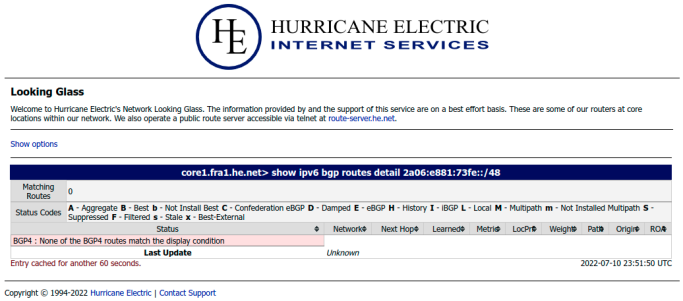 HE
HURRICANE ELECTRIC
INTERNET SERVICES
Looking Glass
Welcome to Hurricane Electric's Network Looking Glass. The information provided by and the support of this service are on a best effort basis. These are some of our routers at core
locations within our network. We also operate a public route server accessible via telnet at route-server.he.net.
Show options
core1.fra1.he.net> show ipv6 bgp routes detail 2a06:e881:73fe::/48
Matching Routes 0
Status Codes A - Aggregate B - Best b - Not Install Best C - Confederation eBGP D - Damped E - eBGP H - History I - iBGP L - Local M - Multipath m - Not Installed Multipath S -
Suppressed F - Filtered s - Stale x - Best-External
Status Network Next Hop Learned Metric LocPrf Weight Path Origin ROA
BGP4 : None of the BGP4 routes match the display condition
Last Update Unknown
Entry cached for another 60 seconds. 2022-07-10 23:51:50 UTC
Copyright © 1994-2022 Hurricane Electric | Contact Support